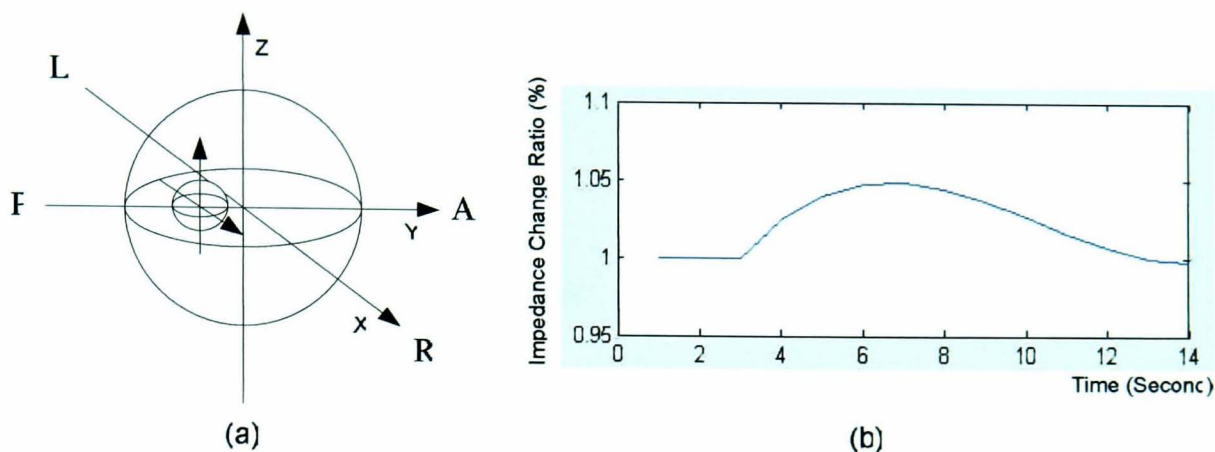 Z
L
F
Y
A
X
R
(a)
Impedance Change Ratio (%)
1.1
1.05
1
0.95
0
2
4
6
8
10
12
14
Time (Second)
(b)